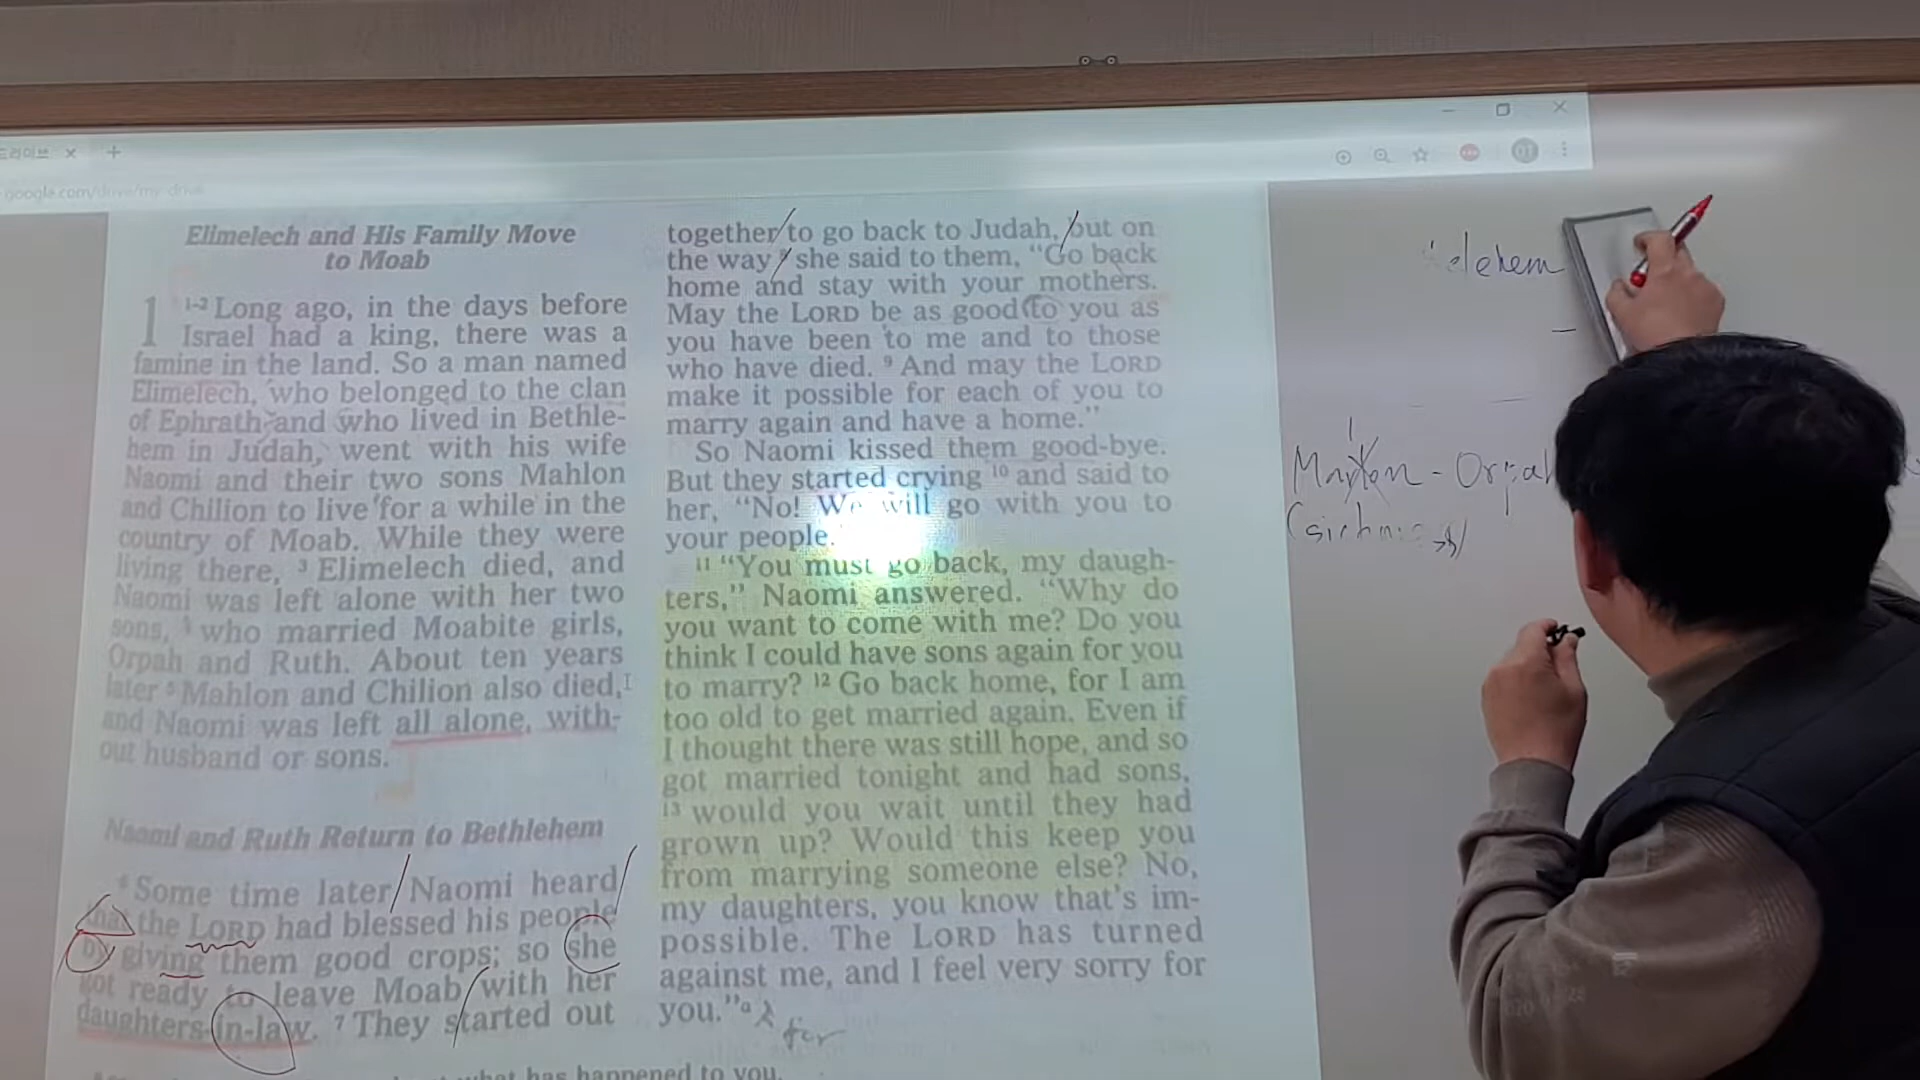 드라이브
google.com/drive/my-drive
Elimelech and His Family Move
to Moab
1 1-2 Long ago, in the days before
Israel had a king, there was a
famine in the land. So a man named
Elimelech, who belonged to the clan
of Ephrath and who lived in Bethle-
hem in Judah, went with his wife
Naomi and their two sons Mahlon
and Chilion to live for a while in the
country of Moab. While they were
living there, 3 Elimelech died, and
Naomi was left alone with her two
sons, who married Moabite girls,
Orpah and Ruth. About ten years
later 5 Mahlon and Chilion also died,
and Naomi was left all alone, with-
out husband or sons.
Naomi and Ruth Return to Bethlehem
6 Some time later Naomi heard
that the LORD had blessed his people
by giving them good crops; so she
got ready to leave Moab with her
daughters-in-law. 7 They started out
together to go back to Judah, but on
the way she said to them, “Go back
home and stay with your mothers.
May the LORD be as good to you as
you have been to me and to those
who have died. 9 And may the LORD
make it possible for each of you to
marry again and have a home.”
So Naomi kissed them good-bye.
But they started crying 10 and said to
her, “No! We will go with you to
your people.
11 “You must go back, my daugh-
ters,” Naomi answered. “Why do
you want to come with me? Do you
think I could have sons again for you
to marry? 12 Go back home, for I am
too old to get married again. Even if
I thought there was still hope, and so
got married tonight and had sons,
13 would you wait until they had
grown up? Would this keep you
from marrying someone else? No,
my daughters, you know that's im-
possible. The LORD has turned
against me, and I feel very sorry for
you.”a
for
what has happened to you.
elehem
- Orpah